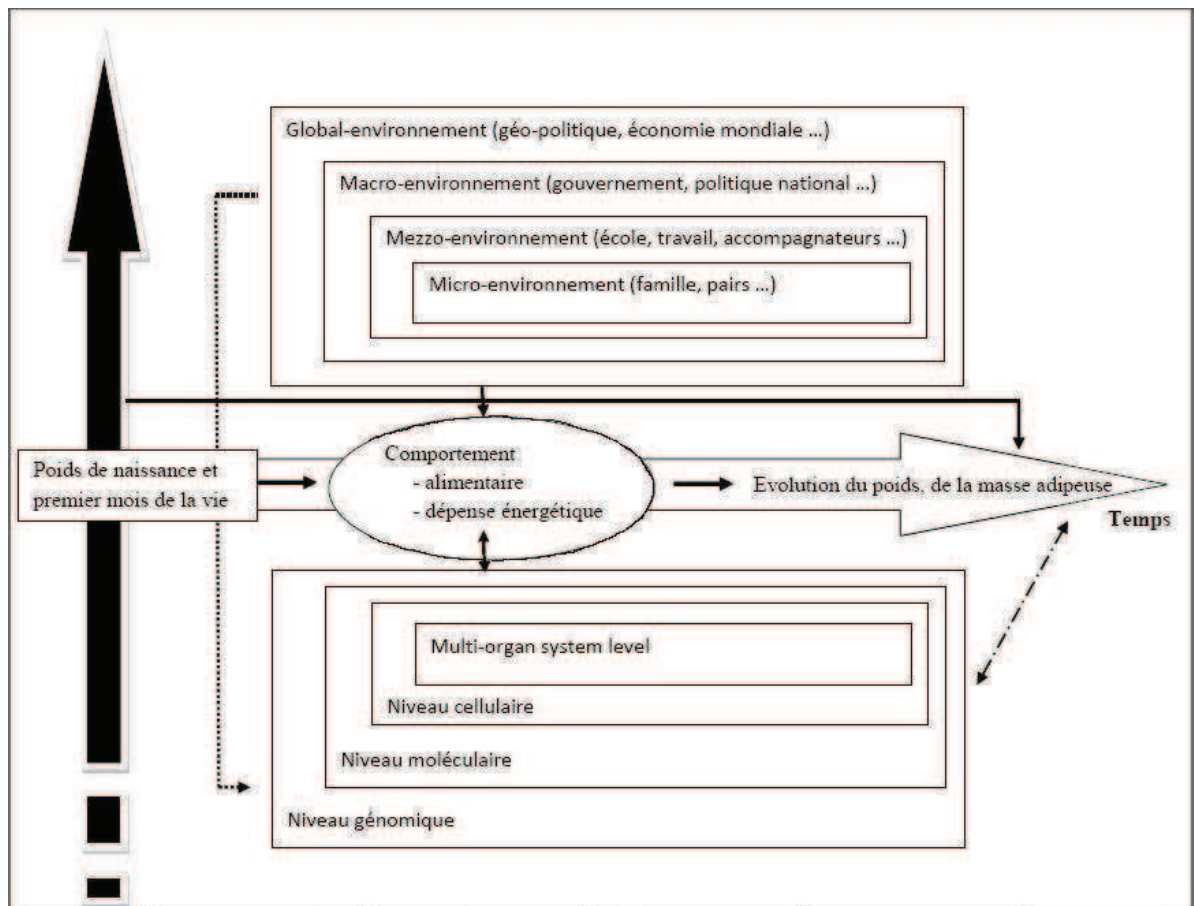 Global-environnement (géo-politique, économie mondiale ...)
Macro-environnement (gouvernement, politique national ...)
Mezzo-environnement (école, travail, accompagnateurs ...)
Micro-environnement (famille, pairs ...)
Poids de naissance et
premier mois de la vie
Comportement
- alimentaire
- dépense énergétique
Evolution du poids, de la masse adipeuse
Temps
Multi-organ system level
Niveau cellulaire
Niveau moléculaire
Niveau génomique